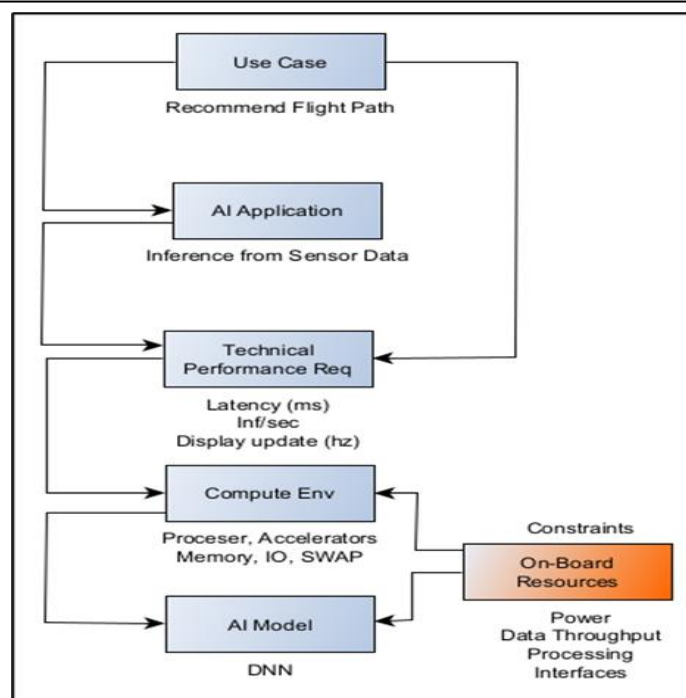 Use Case
Recommend Flight Path
AI Application
Inference from Sensor Data
Technical
Performance Req
Latency (ms)
Inf/sec
Display update (hz)
Compute Env
Proceser, Accelerators
Memory, IO, SWAP
AI Model
DNN
Constraints
On-Board
Resources
Power
Data Throughput
Processing
Interfaces